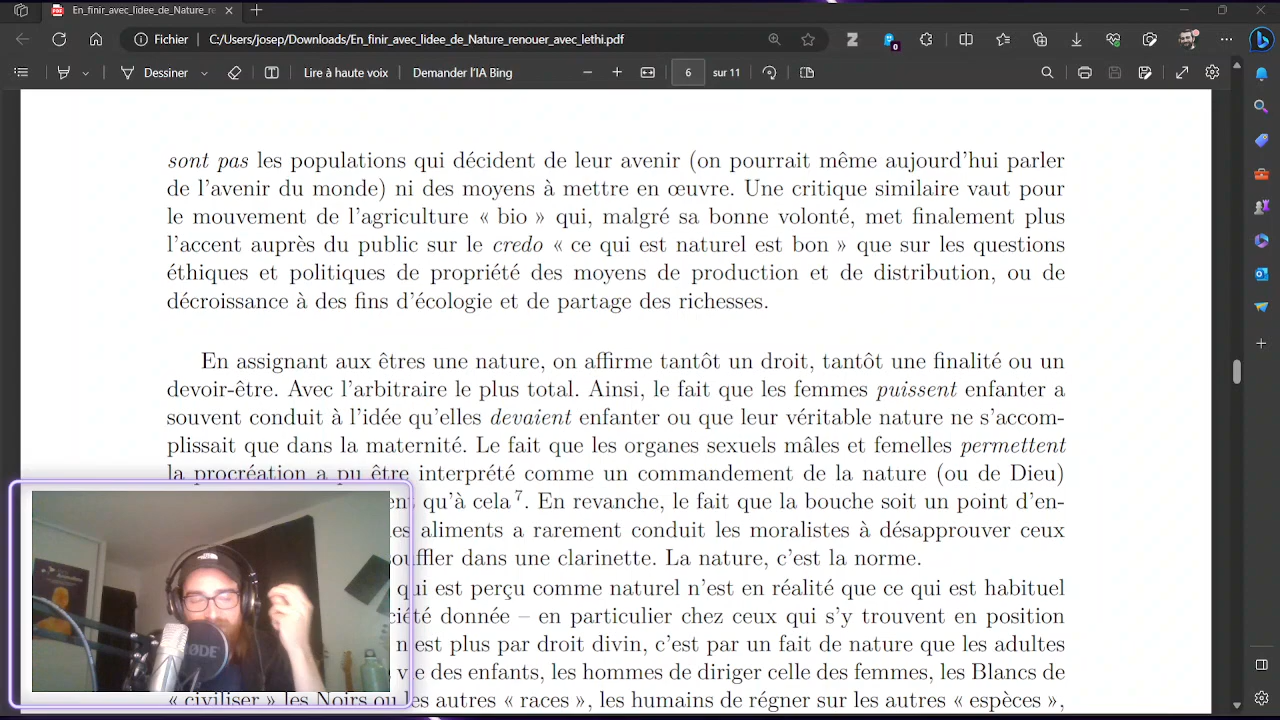 En_finir_avec_lidee_de_Nature_re
Fichier C:/Users/josep/Downloads/En_finir_avec_lidee_de_Nature_renouer_avec_lethi.pdf
0
Dessiner Lire à haute voix Demander l'IA Bing 6 sur 11
sont pas les populations qui décident de leur avenir (on pourrait même aujourd'hui parler
de l'avenir du monde) ni des moyens à mettre en œuvre. Une critique similaire vaut pour
le mouvement de l'agriculture « bio » qui, malgré sa bonne volonté, met finalement plus
l'accent auprès du public sur le credo « ce qui est naturel est bon » que sur les questions
éthiques et politiques de propriété des moyens de production et de distribution, ou de
décroissance à des fins d'écologie et de partage des richesses.
En assignant aux êtres une nature, on affirme tantôt un droit, tantôt une finalité ou un
devoir-être. Avec l'arbitraire le plus total. Ainsi, le fait que les femmes puissent enfanter a
souvent conduit à l'idée qu'elles devaient enfanter ou que leur véritable nature ne s'accom-
plissait que dans la maternité. Le fait que les organes sexuels mâles et femelles permettent
la procréation a pu être interprété comme un commandement de la nature (ou de Dieu)
qu'à cela 7. En revanche, le fait que la bouche soit un point d'en-
aliments a rarement conduit les moralistes à désapprouver ceux
dans une clarinette. La nature, c'est la norme.
qui est perçu comme naturel n'est en réalité que ce qui est habituel
donnée – en particulier chez ceux qui s'y trouvent en position
n'est plus par droit divin, c'est par un fait de nature que les adultes
vie des enfants, les hommes de diriger celle des femmes, les Blancs de
« civiliser » les Noirs ou les autres « races », les humains de régner sur les autres « espèces »,
RØDE